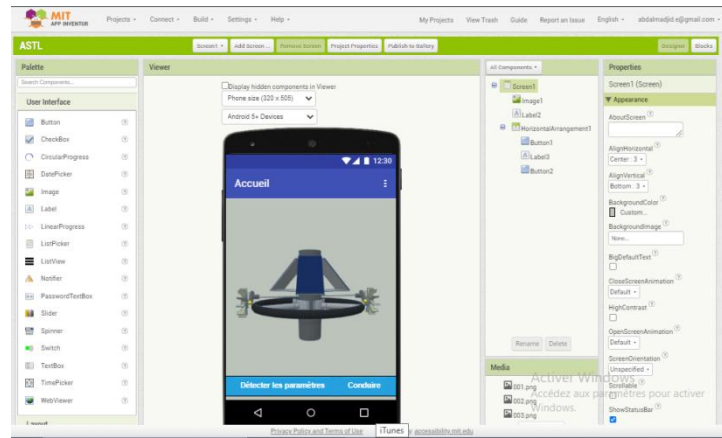 MIT
APP INVENTOR
Projects
Connect
Build
Settings
Help
My Projects
View Trash
Guide
Report an Issue
English
abdalmadjid.e@gmail.com
ASTL
Screen1
Add Screen ...
Remove Screen
Project Properties
Publish to Gallery
Designer
Blocks
Palette
Search Components...
User Interface
Button
CheckBox
CircularProgress
DatePicker
Image
Label
LinearProgress
ListPicker
ListView
Notifier
PasswordTextBox
Slider
Spinner
Switch
TextBox
TimePicker
WebViewer
Layout
Viewer
Display hidden components in Viewer
Phone size (320 x 505)
Android 5+ Devices
12:30
Accueil
Détecter les paramètres
Conduire
All Components
Screen1
Image1
Label2
HorizontalArrangement1
Button1
Label3
Button2
Rename
Delete
Media
001.png
002.png
003.png
Properties
Screen1 (Screen)
Appearance
AboutScreen
AlignHorizontal
Center : 3
AlignVertical
Bottom : 3
BackgroundColor
Custom...
BackgroundImage
None...
BigDefaultText
CloseScreenAnimation
Default
HighContrast
OpenScreenAnimation
Default
ScreenOrientation
Unspecified
Scrollable
ShowStatusBar
Activer Windows
Accédez aux paramètres pour activer
Windows.
Privacy Policy and Terms of Use
iTunes
accessibility.mit.edu